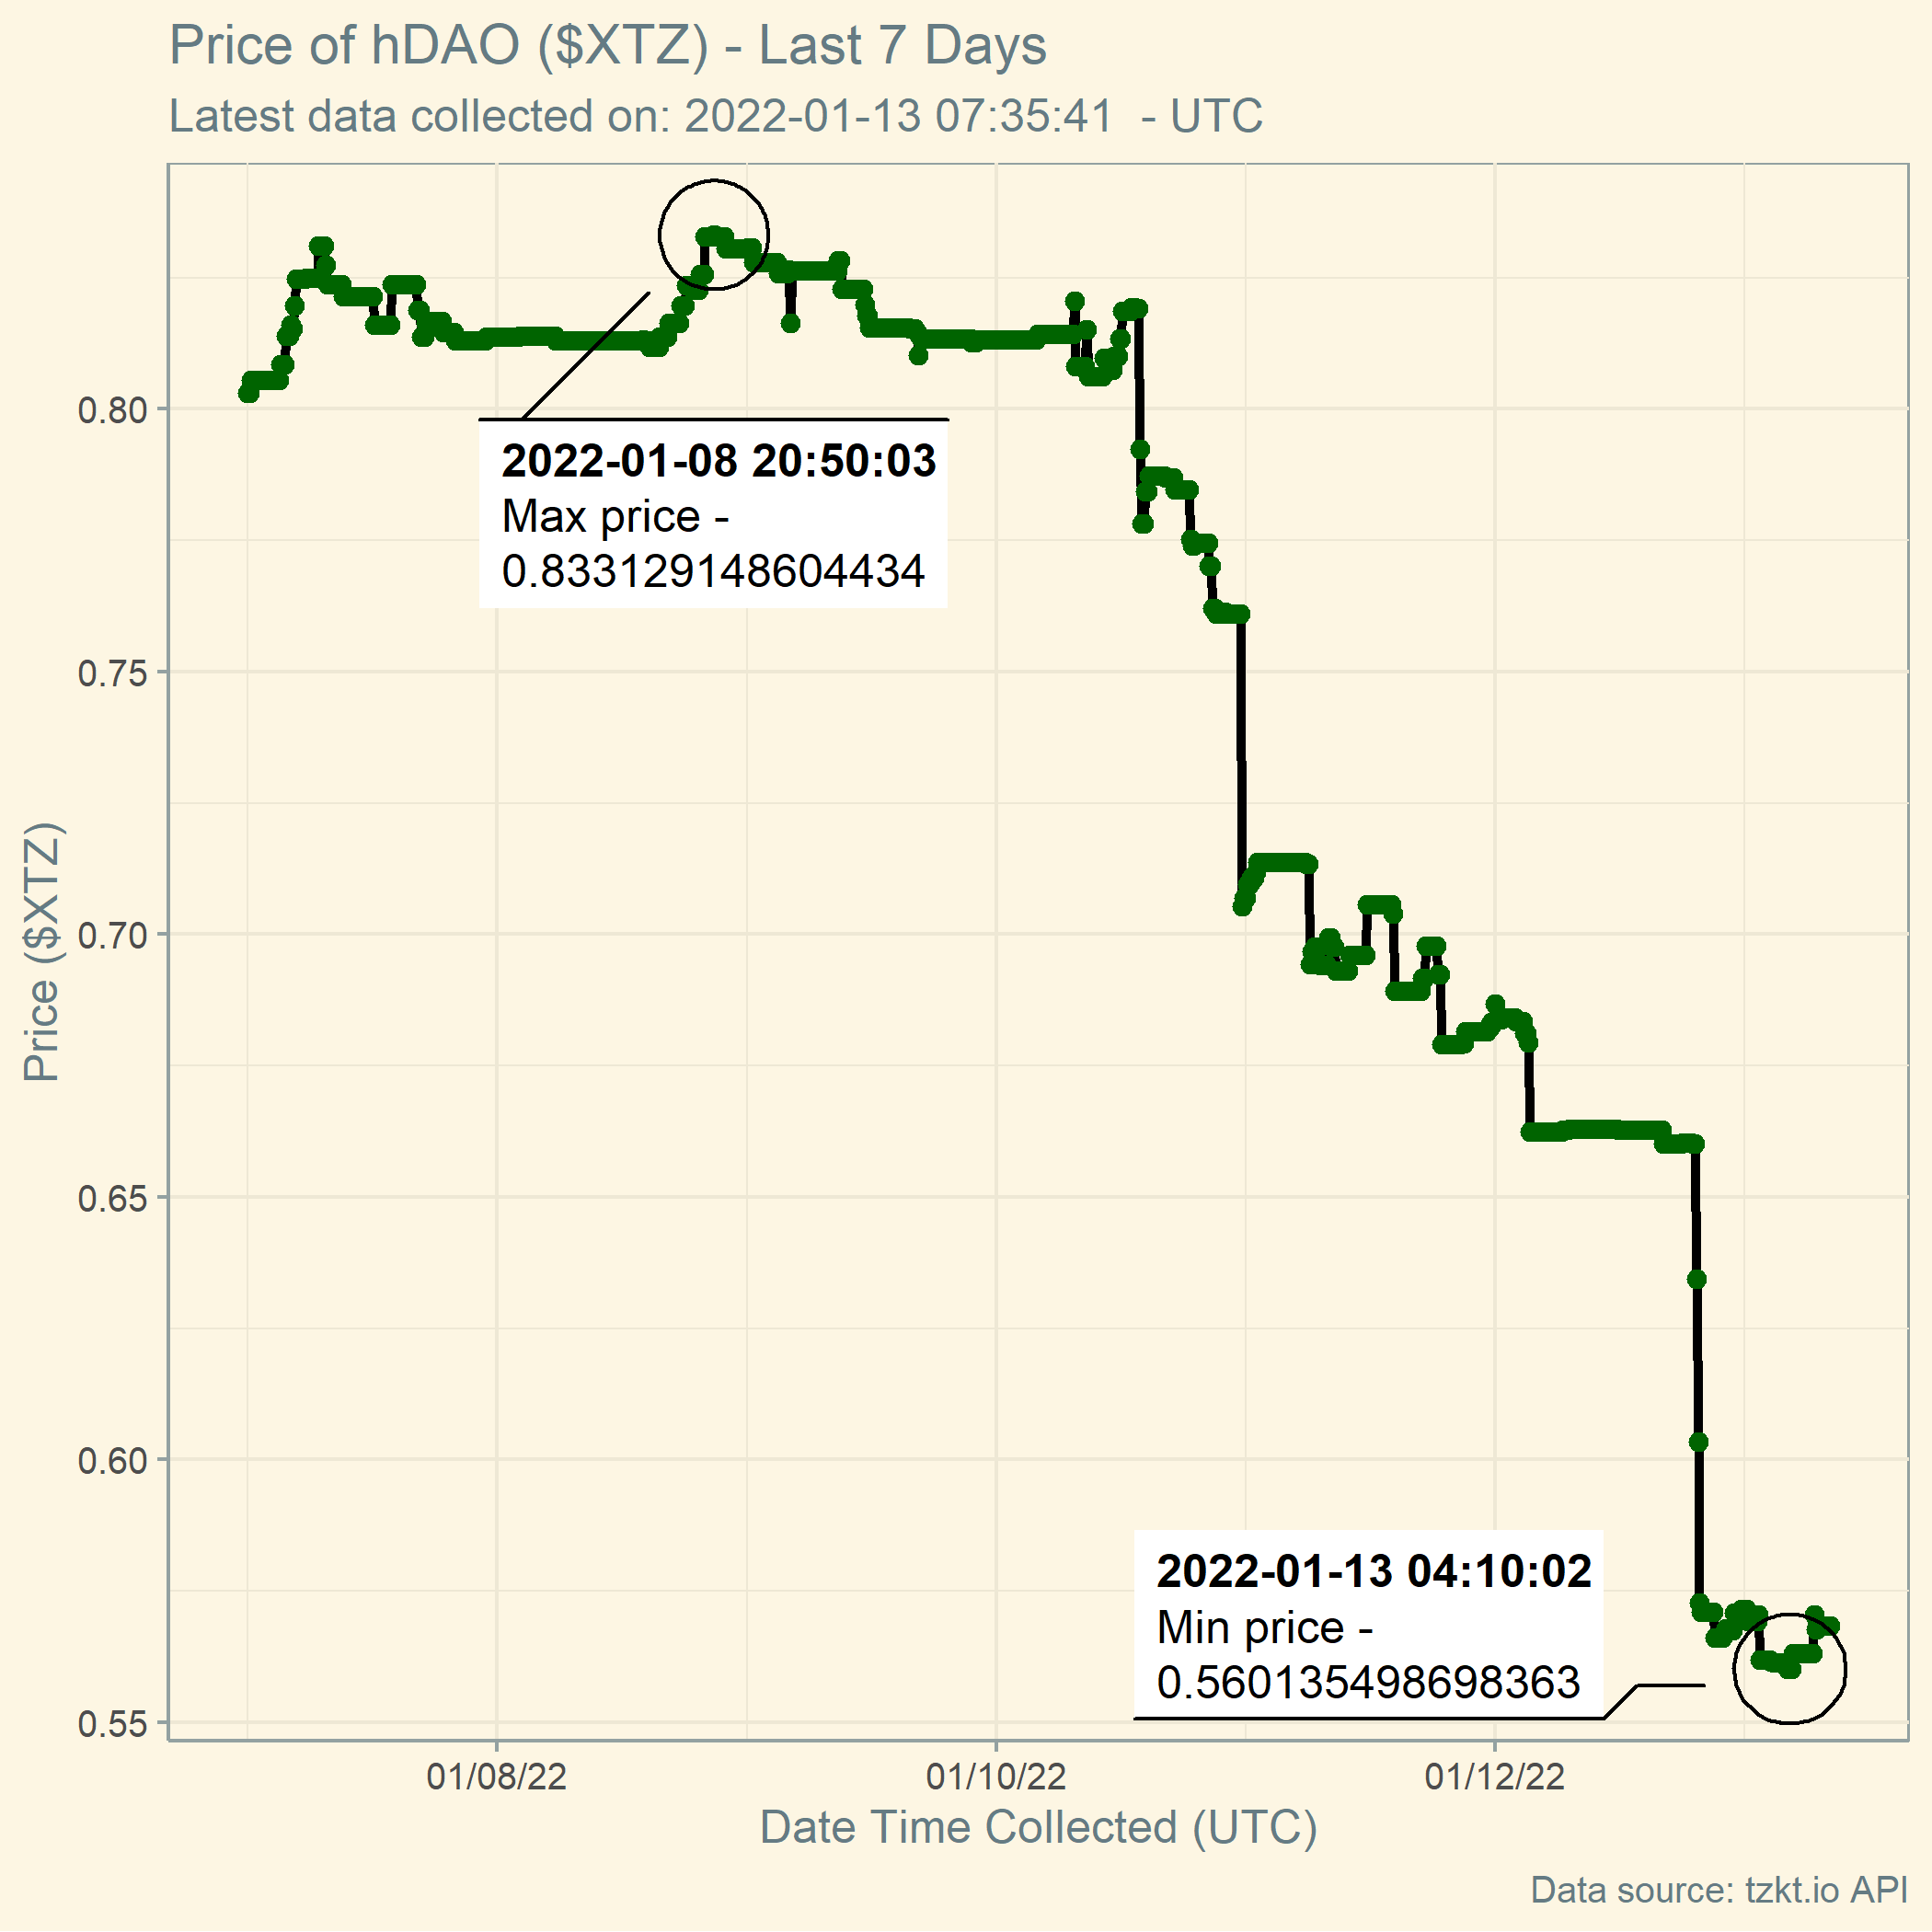 Price of hDAO ($XTZ) - Last 7 Days
Latest data collected on: 2022-01-13 07:35:41  - UTC
Price ($XTZ)
0.80
0.75
0.70
0.65
0.60
0.55
2022-01-08 20:50:03
Max price -
0.833129148604434
2022-01-13 04:10:02
Min price -
0.560135498698363
01/08/22
01/10/22
01/12/22
Date Time Collected (UTC)
Data source: tzkt.io API